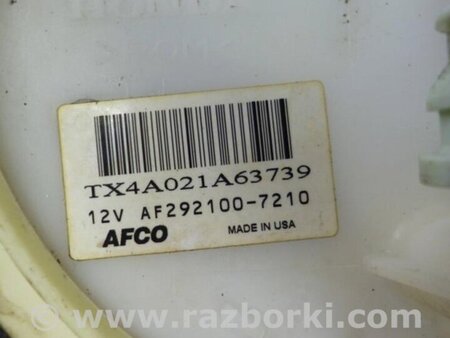 TX4A021A63739
12V AF292100-7210
AFCO MADE IN USA
www.razborki.com